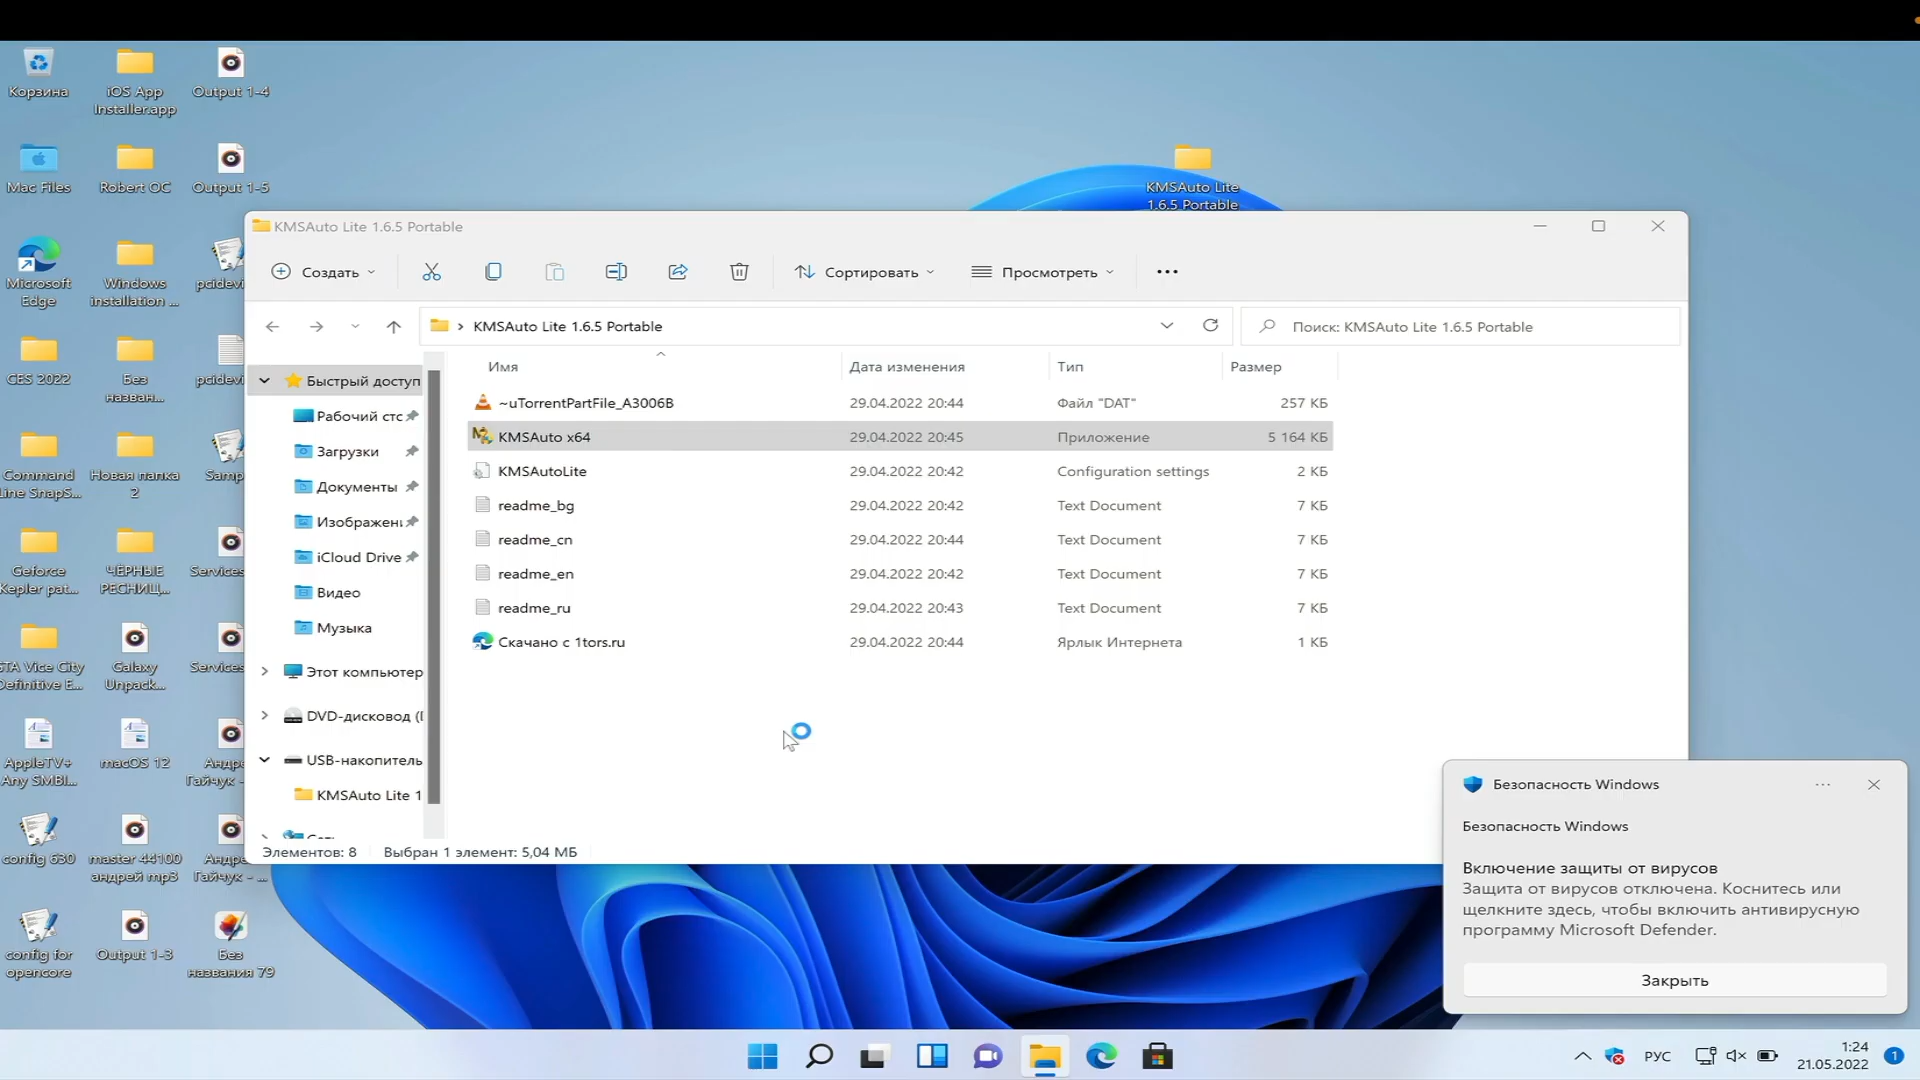 Корзина
iOS App
Installer.app
Output 1-4
Mac Files
Robert OC
Output 1-5
KMSAuto Lite
1.6.5 Portable
Microsoft
Edge
Windows
installation ...
CES 2022
Без
назван...
Command
Line SnapS...
Новая папка
2
Geforce
Kepler pat...
ЧЁРНЫЕ
РЕСНИЦ...
Services
Galaxy
Unpack...
Services
AppleTV+
Any SMBI...
macOS 12
Андр
Гайчук -
config 630
master 44100
андрей mp3
Андре
Гайчук - ...
config for
opencore
Output 1-3
Без
названия 79
KMSAuto Lite 1.6.5 Portable
Создать
Сортировать
Просмотреть
KMSAuto Lite 1.6.5 Portable
Поиск: KMSAuto Lite 1.6.5 Portable
Быстрый доступ
Рабочий стс
Загрузки
Документы
Изображени
iCloud Drive
Видео
Музыка
Этот компьютер
DVD-дисковод (
USB-накопитель
KMSAuto Lite 1
Имя Дата изменения Тип Размер
~uTorrentPartFile_A3006B 29.04.2022 20:44 Файл "DAT" 257 КБ
KMSAuto x64 29.04.2022 20:45 Приложение 5 164 КБ
KMSAutoLite 29.04.2022 20:42 Configuration settings 2 КБ
readme_bg 29.04.2022 20:42 Text Document 7 КБ
readme_cn 29.04.2022 20:44 Text Document 7 КБ
readme_en 29.04.2022 20:42 Text Document 7 КБ
readme_ru 29.04.2022 20:43 Text Document 7 КБ
Скачано с 1tors.ru 29.04.2022 20:44 Ярлык Интернета 1 КБ
Элементов: 8 Выбран 1 элемент: 5,04 МБ
Безопасность Windows
Безопасность Windows
Включение защиты от вирусов
Защита от вирусов отключена. Коснитесь или
щелкните здесь, чтобы включить антивирусную
программу Microsoft Defender.
Закрыть
РУС
1:24
21.05.2022
1